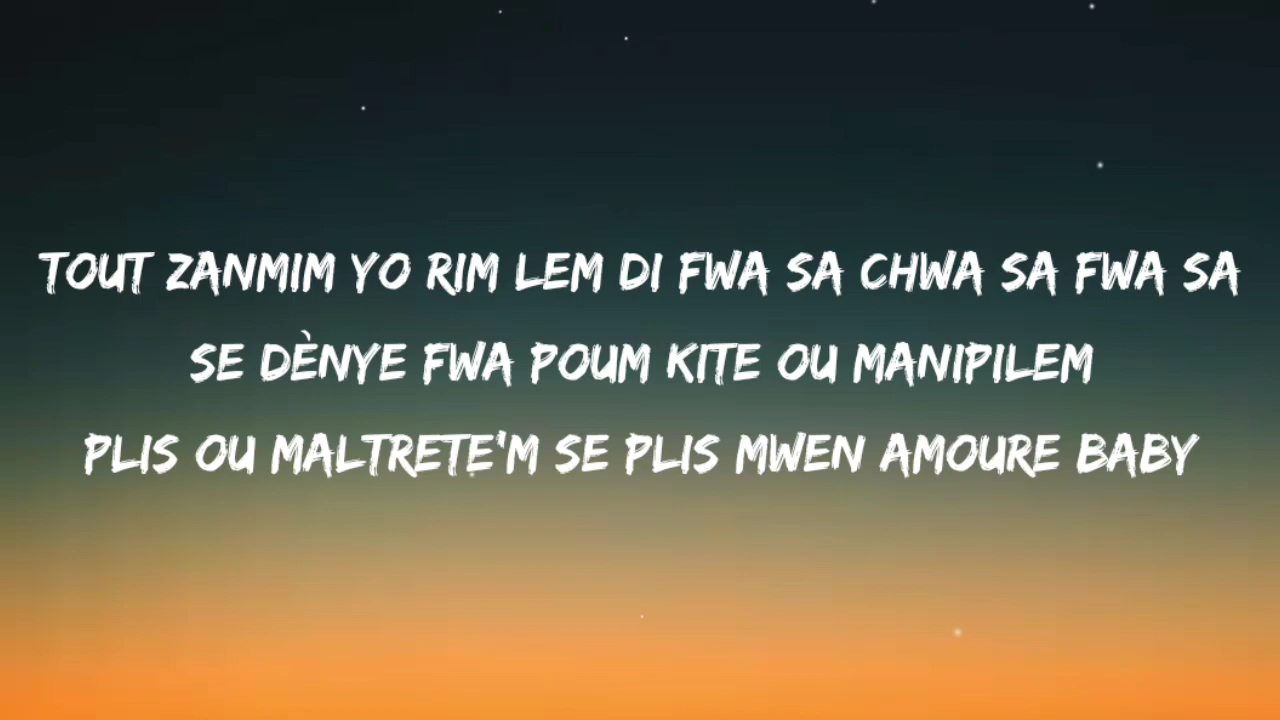 TOUT ZANMIM YO RIM LEM DI FWA SA CHWA SA FWA SA
SE DÈNYE FWA POUM KITE OU MANIPILEM
PLIS OU MALTRETE'M SE PLIS MWEN AMOURE BABY